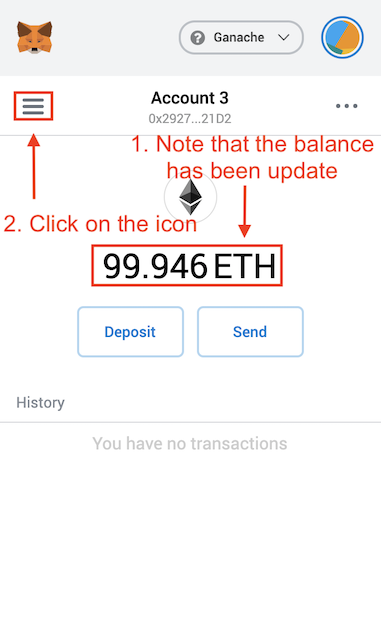 Ganache
Account 3
0x2927...21D2
1. Note that the balance
has been update
2. Click on the icon
99.946 ETH
Deposit
Send
History
You have no transactions